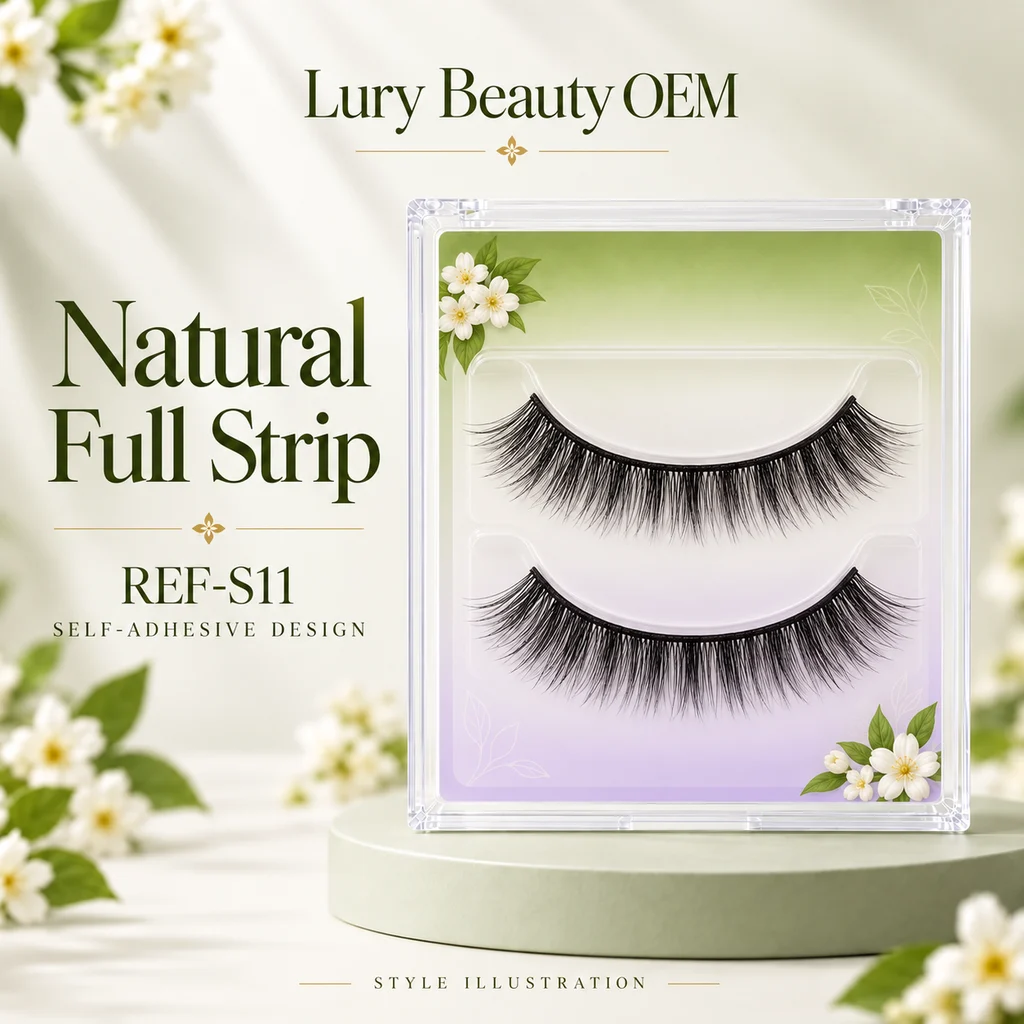 Lury Beauty OEM
Natural
Full Strip
REF-S11
SELF-ADHESIVE DESIGN
STYLE ILLUSTRATION